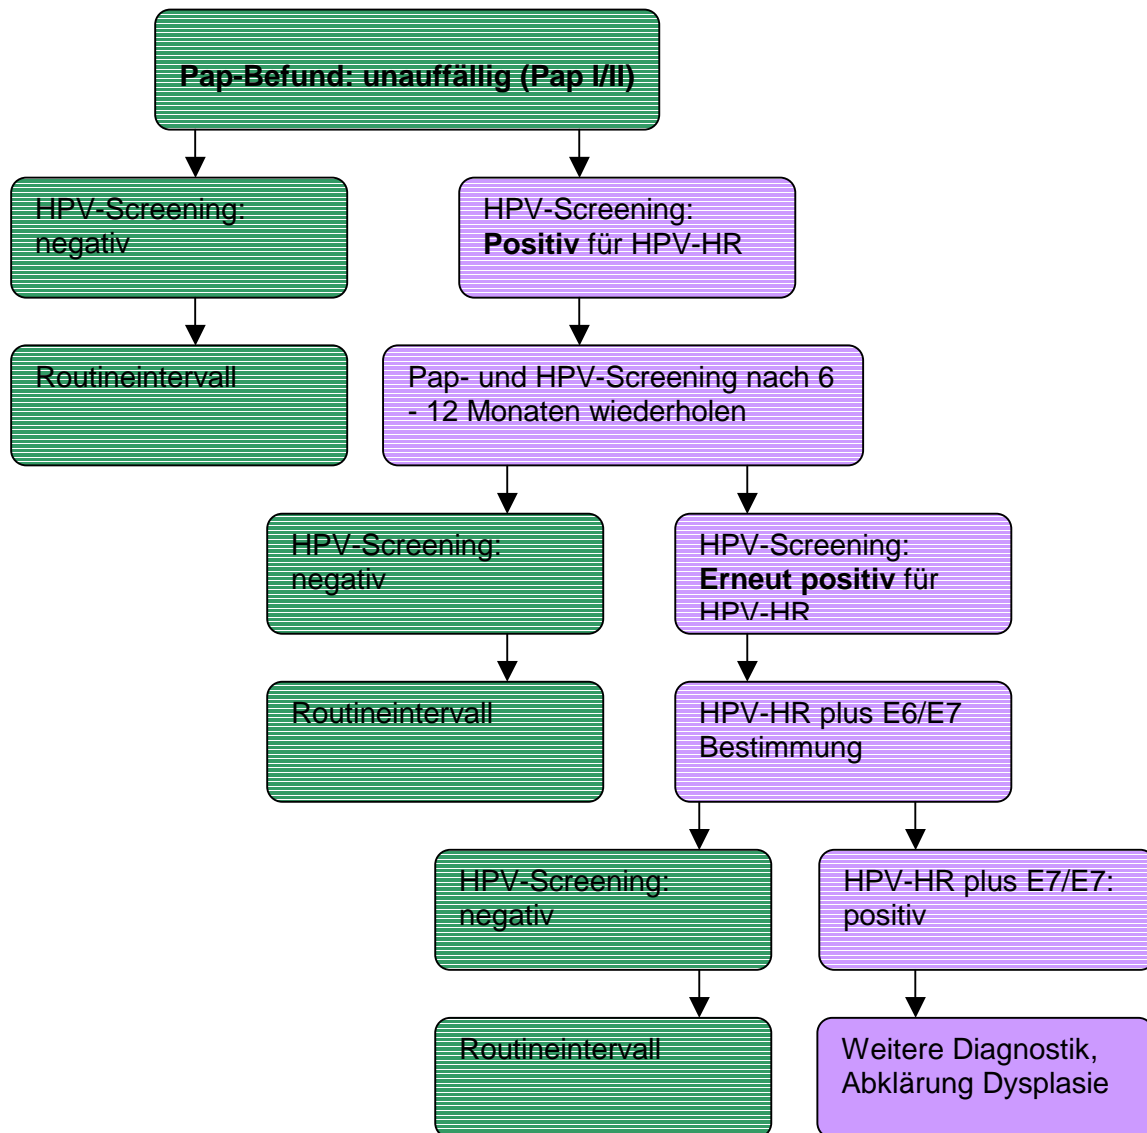 Pap-Befund: unauffällig (Pap I/II)
HPV-Screening:
negativ
HPV-Screening:
Positiv für HPV-HR
Routineintervall
Pap- und HPV-Screening nach 6
- 12 Monaten wiederholen
HPV-Screening:
negativ
HPV-Screening:
Erneut positiv für
HPV-HR
Routineintervall
HPV-HR plus E6/E7
Bestimmung
HPV-Screening:
negativ
HPV-HR plus E7/E7:
positiv
Routineintervall
Weitere Diagnostik,
Abklärung Dysplasie